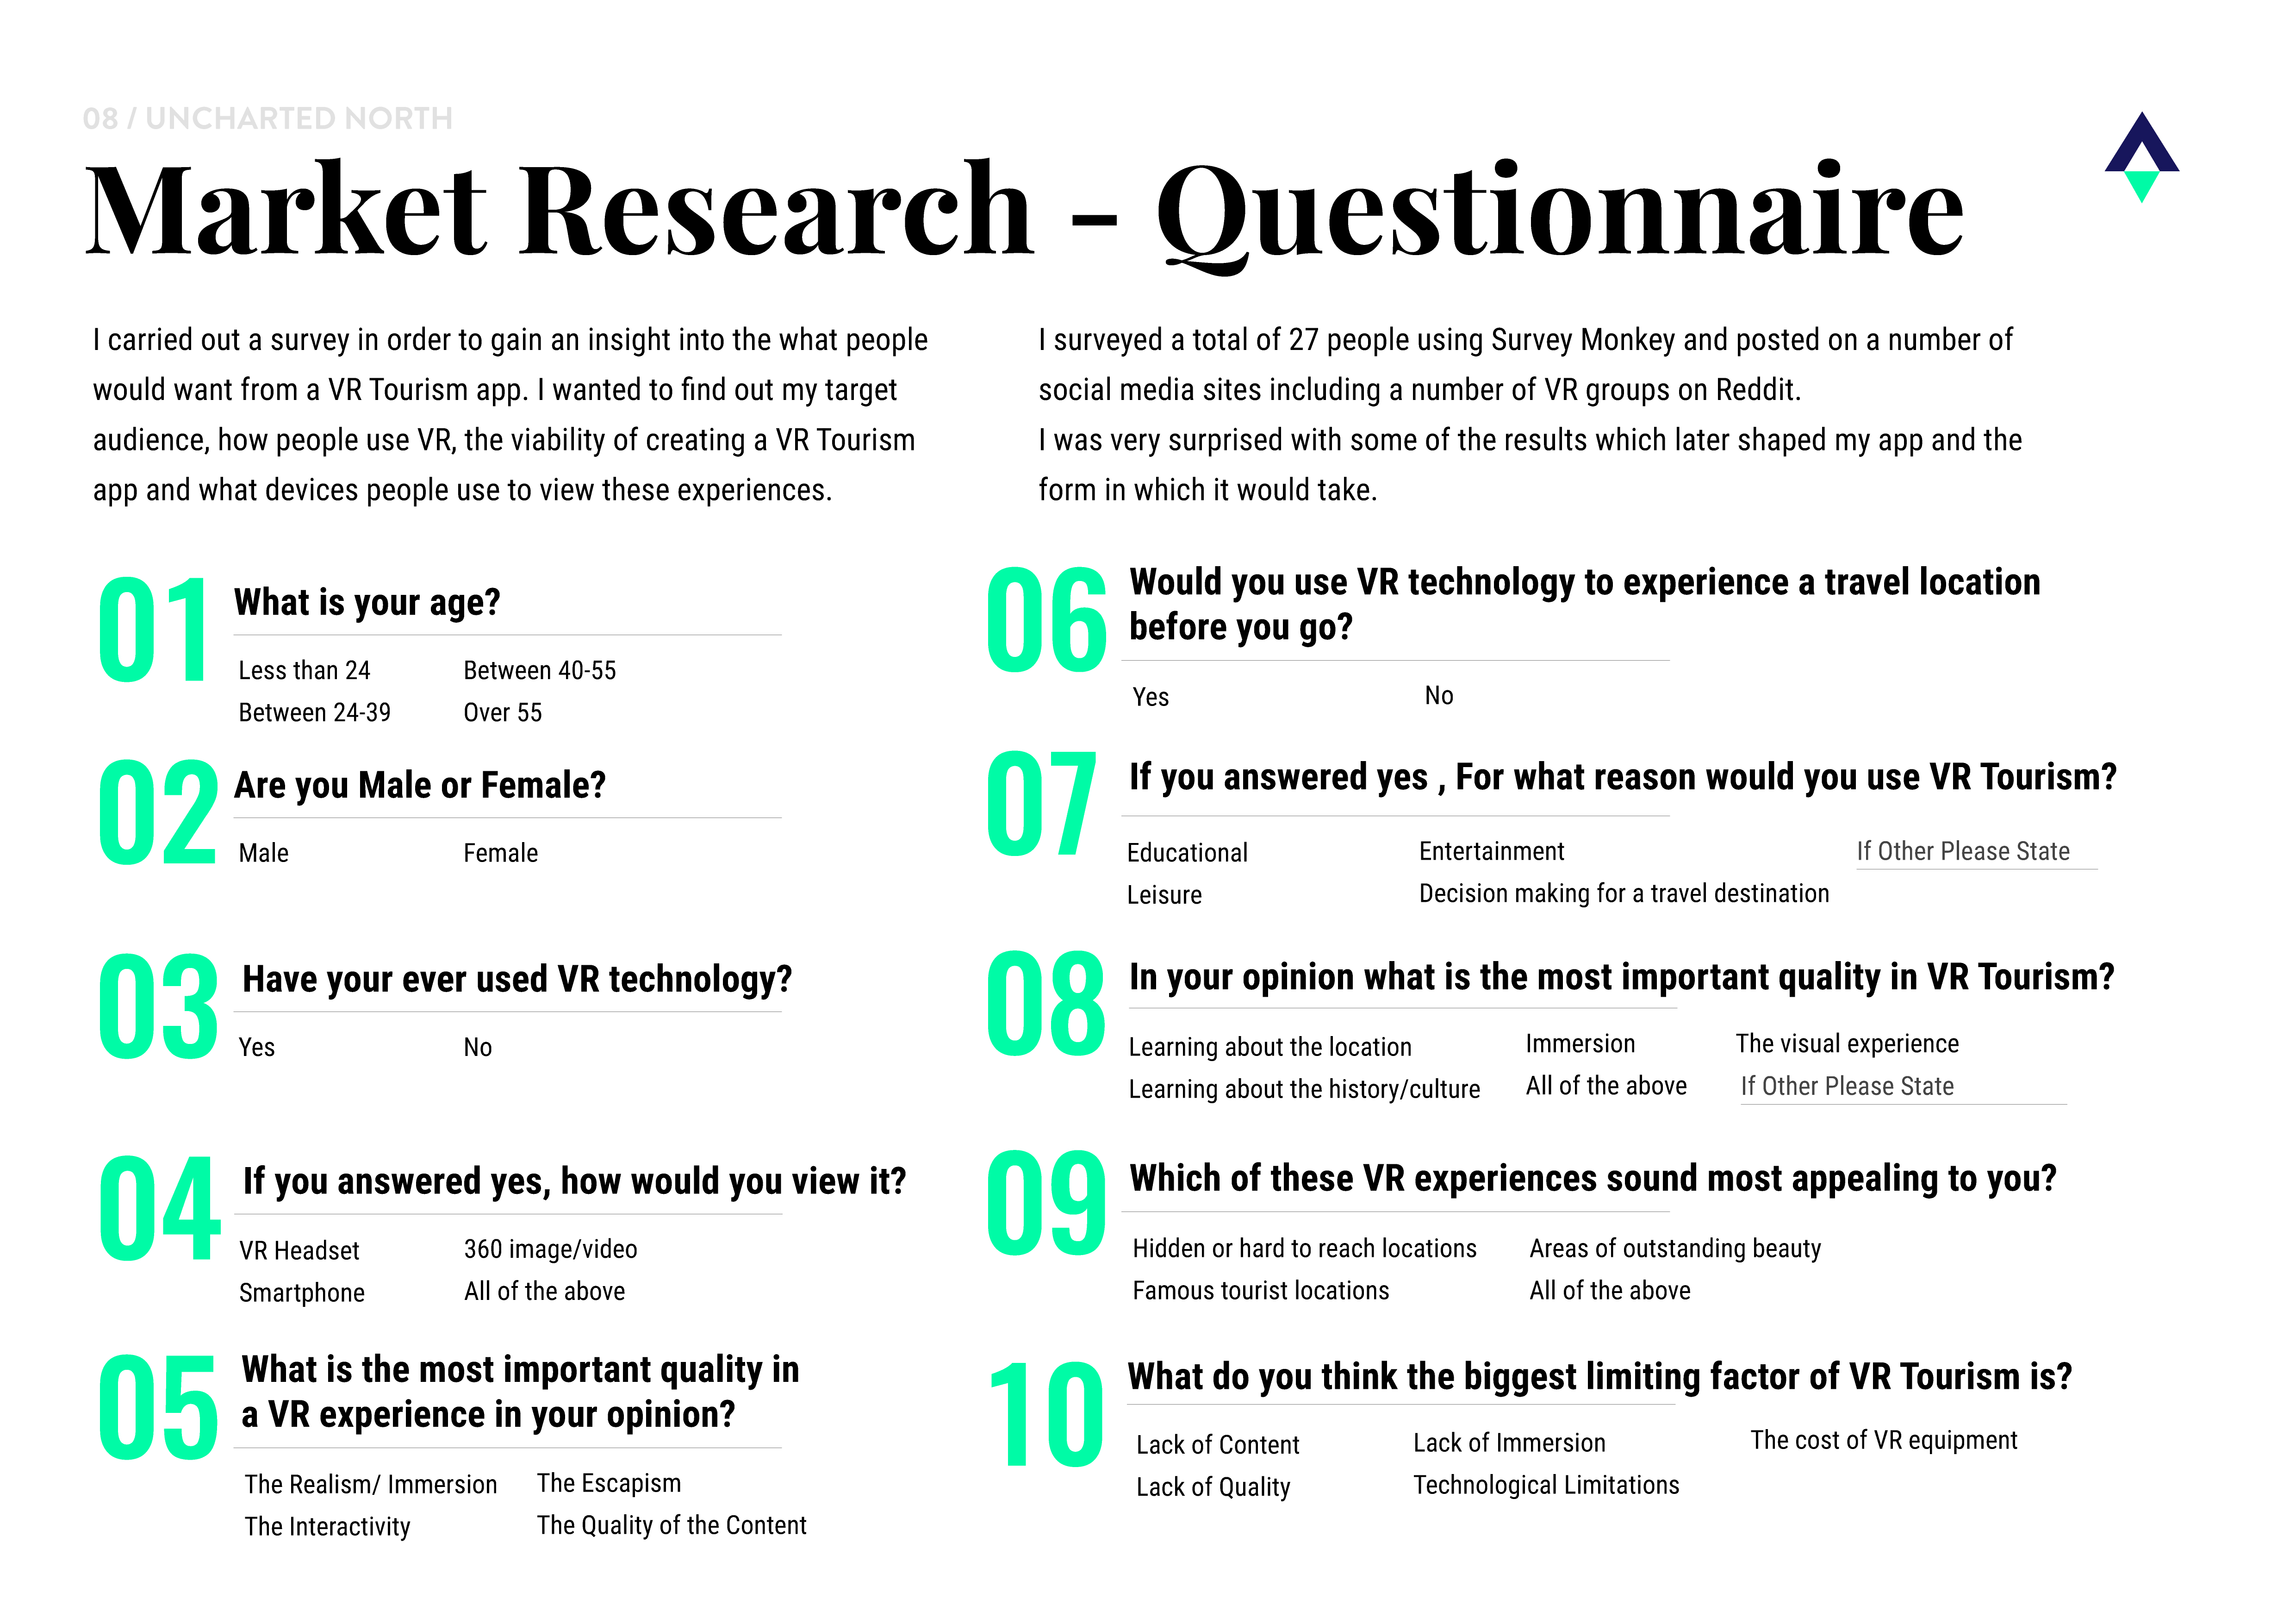 08 / UNCHARTED NORTH
Market Research - Questionnaire
I carried out a survey in order to gain an insight into the what people
would want from a VR Tourism app. I wanted to find out my target
audience, how people use VR, the viability of creating a VR Tourism
app and what devices people use to view these experiences.
I surveyed a total of 27 people using Survey Monkey and posted on a number of
social media sites including a number of VR groups on Reddit.
I was very surprised with some of the results which later shaped my app and the
form in which it would take.
01 What is your age?
Less than 24 Between 40-55
Between 24-39 Over 55
02 Are you Male or Female?
Male Female
03 Have your ever used VR technology?
Yes No
04 If you answered yes, how would you view it?
VR Headset 360 image/video
Smartphone All of the above
05 What is the most important quality in
a VR experience in your opinion?
The Realism/ Immersion The Escapism
The Interactivity The Quality of the Content
06 Would you use VR technology to experience a travel location
before you go?
Yes No
07 If you answered yes , For what reason would you use VR Tourism?
Educational Entertainment If Other Please State
Leisure Decision making for a travel destination
08 In your opinion what is the most important quality in VR Tourism?
Learning about the location Immersion The visual experience
Learning about the history/culture All of the above If Other Please State
09 Which of these VR experiences sound most appealing to you?
Hidden or hard to reach locations Areas of outstanding beauty
Famous tourist locations All of the above
10 What do you think the biggest limiting factor of VR Tourism is?
Lack of Content Lack of Immersion The cost of VR equipment
Lack of Quality Technological Limitations